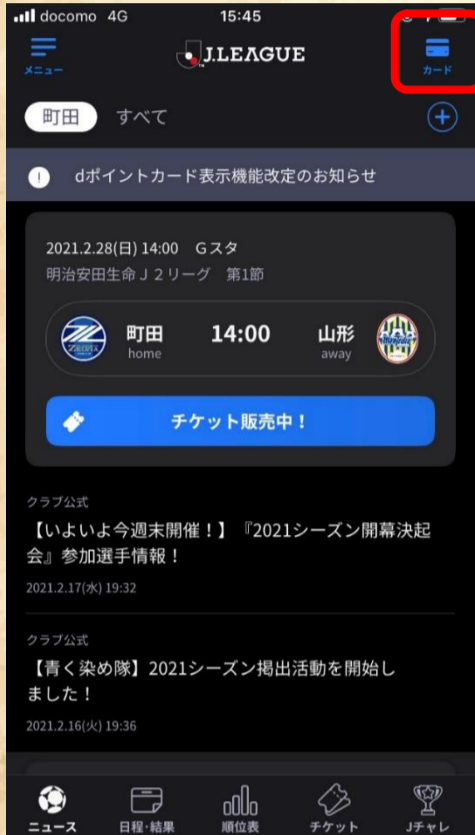 docomo 4G 15:45
メニュー
J.LEAGUE
カード
町田 すべて
dポイントカード表示機能改定のお知らせ
2021.2.28(日) 14:00 Gスタ
明治安田生命Ｊ２リーグ 第1節
町田 14:00 山形
home away
チケット販売中！
クラブ公式
【いよいよ今週末開催！】『2021シーズン開幕決起
会』参加選手情報！
2021.2.17(水) 19:32
クラブ公式
【青く染め隊】2021シーズン掲出活動を開始し
ました！
2021.2.16(火) 19:36
ニュース 日程·結果 順位表 チケット Jチャレ